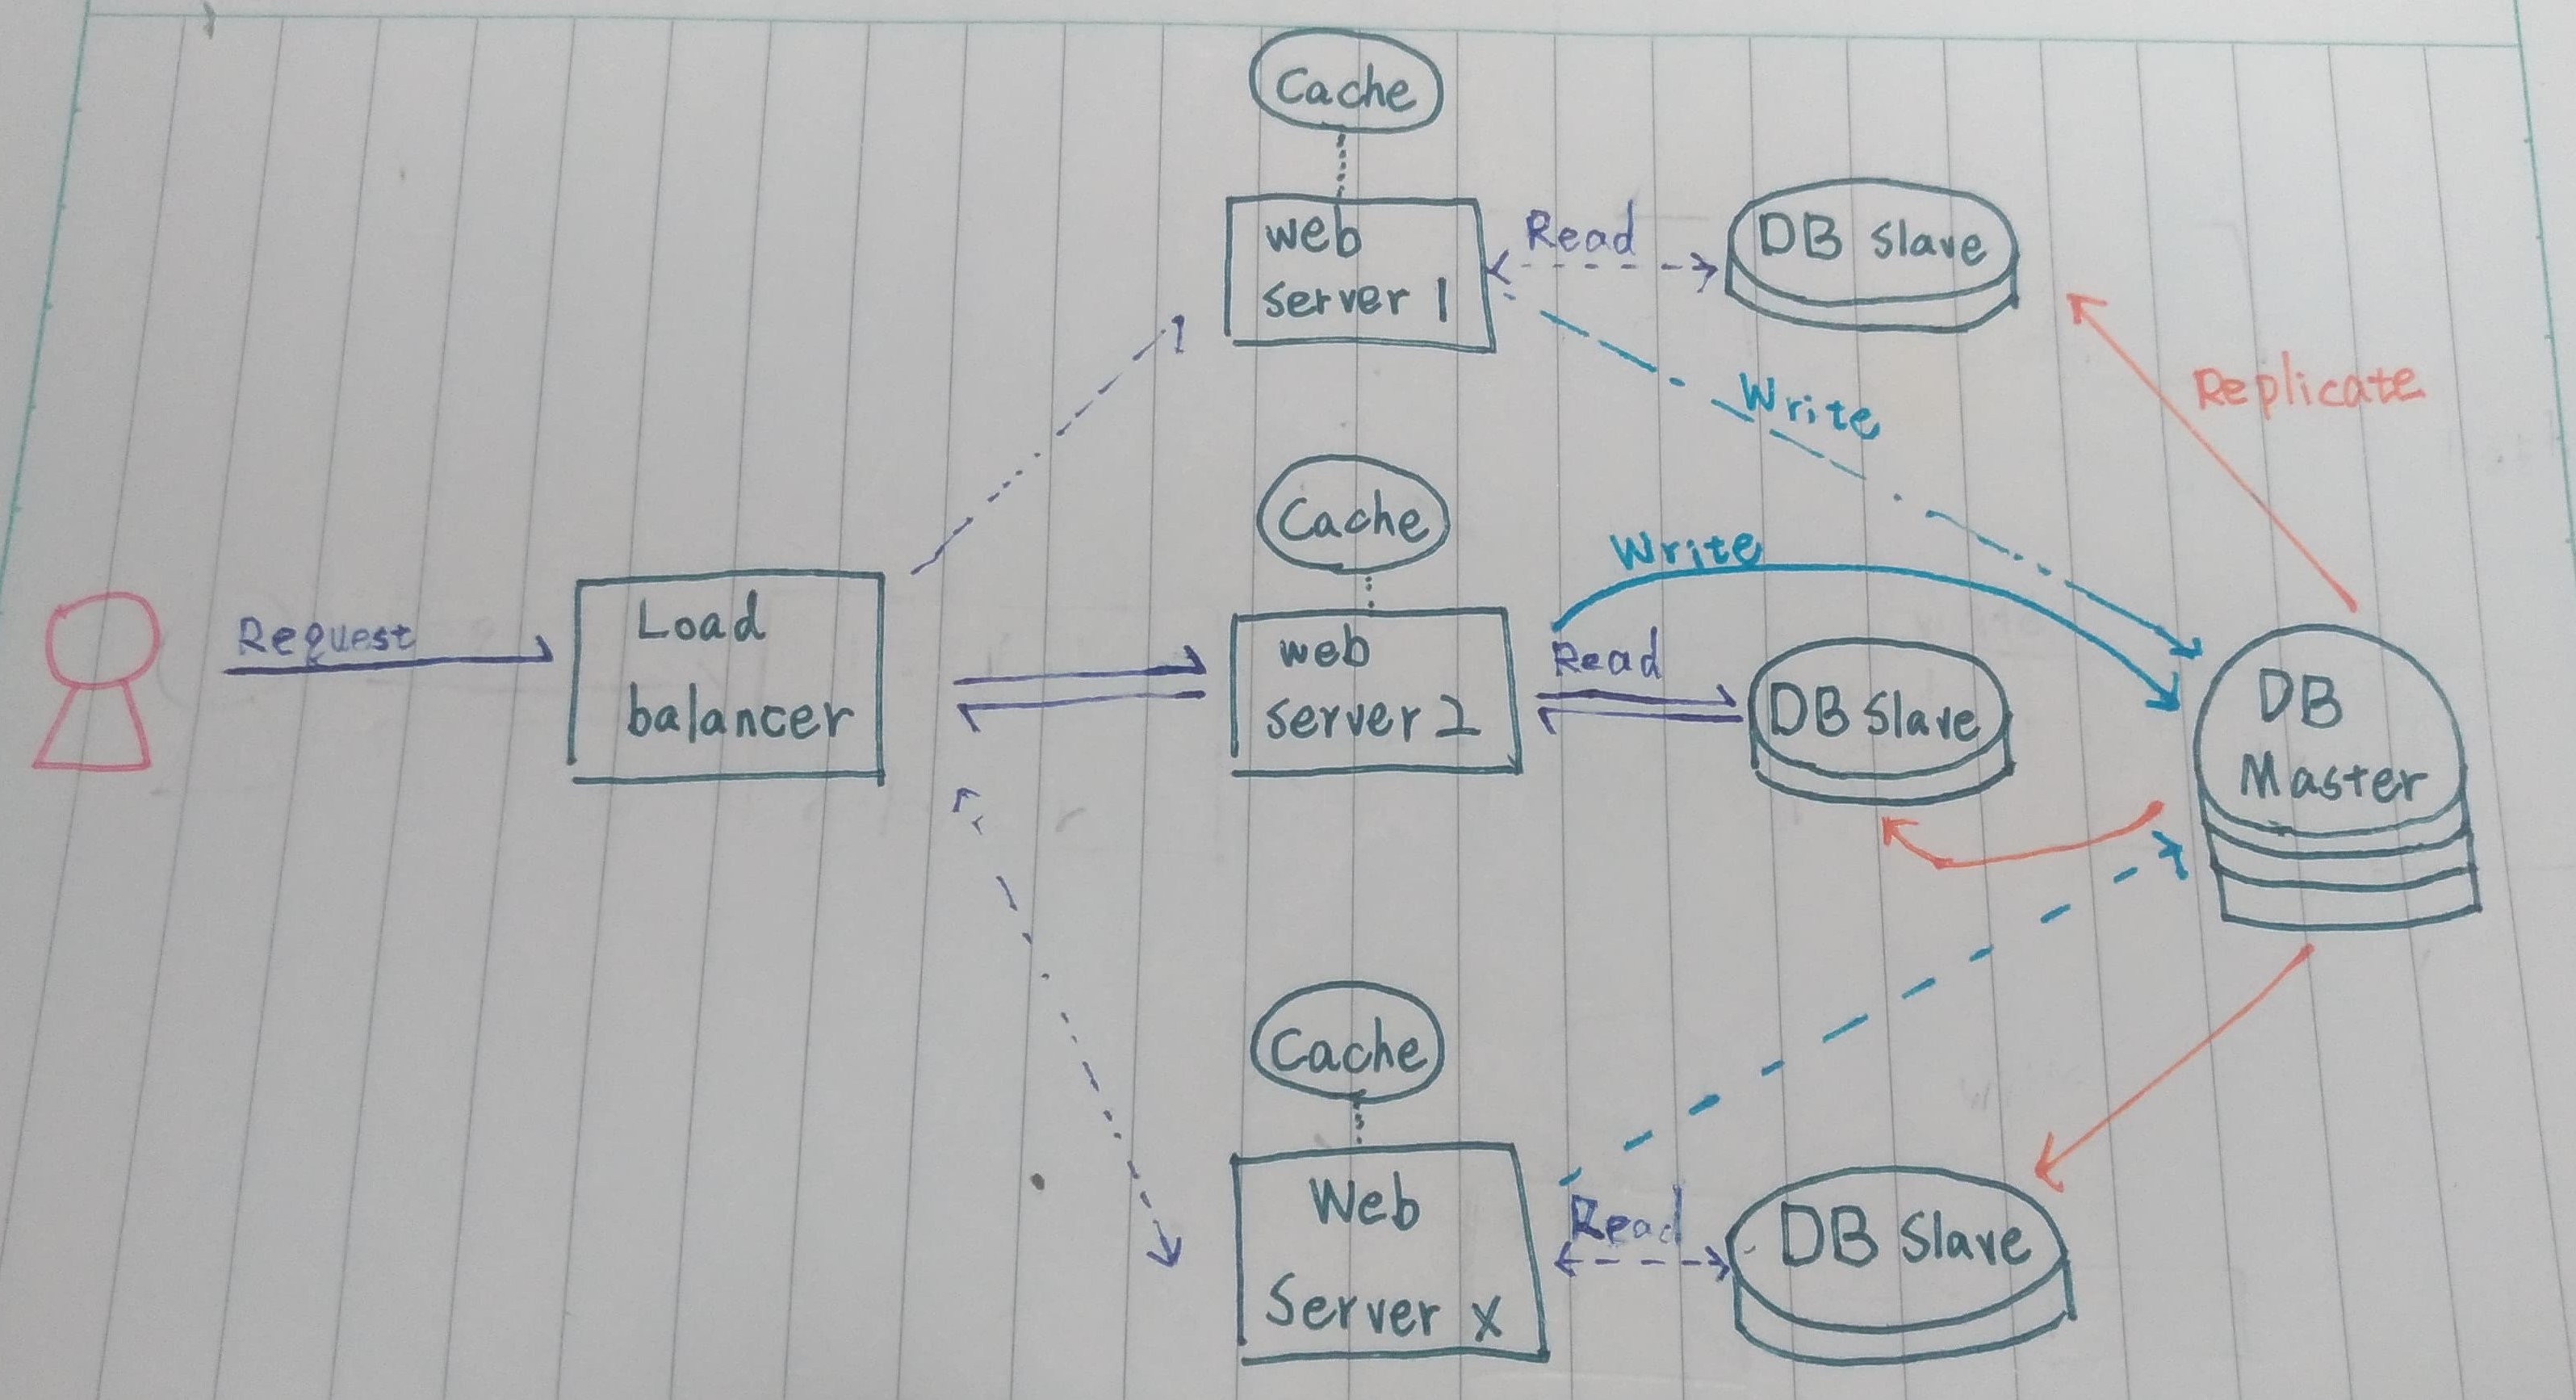 Cache
web
server 1
Read
DB Slave
Write
Replicate
Cache
Write
Request
Load
balancer
web
server 2
Read
DB Slave
DB
Master
Cache
Web
Server x
Read
DB Slave